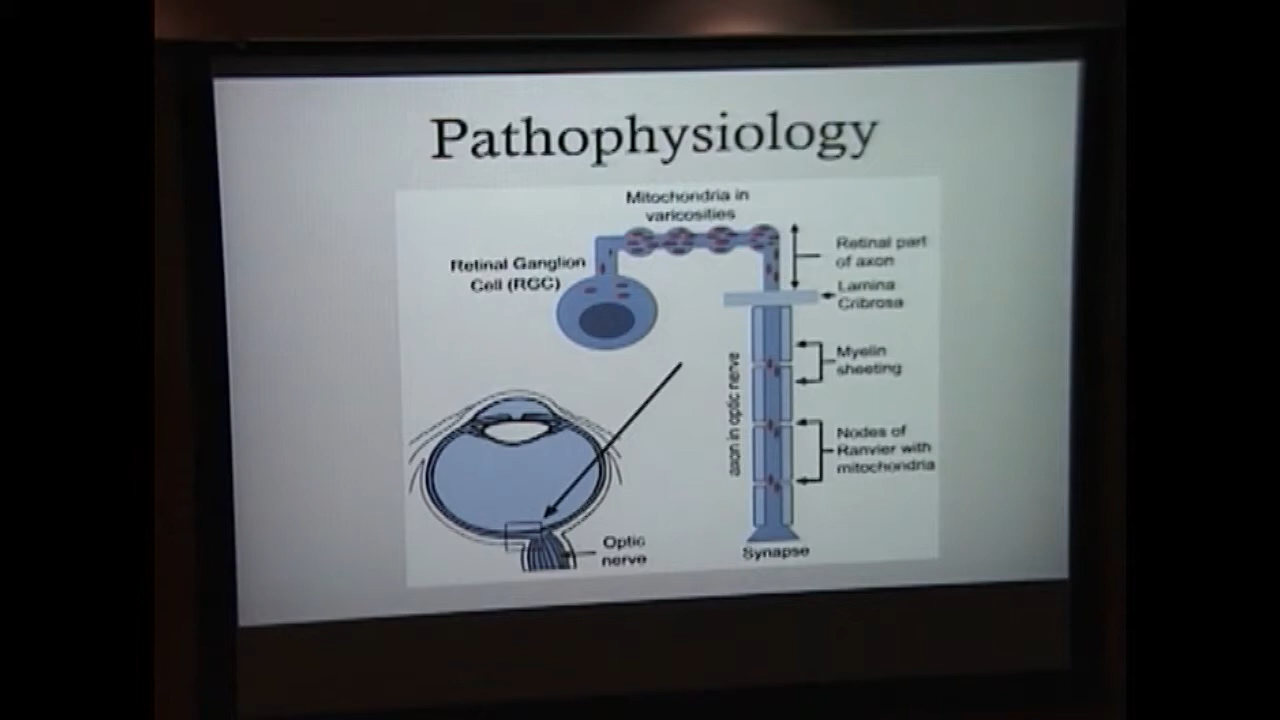 Pathophysiology
Mitochondria in
varicosities
Retinal Ganglion
Cell (RGC)
Retinal part
of axon
Lamina
Cribrosa
Myelin
sheeting
axon in optic nerve
Nodes of
Ranvier with
mitochondria
Optic
nerve
Synapse